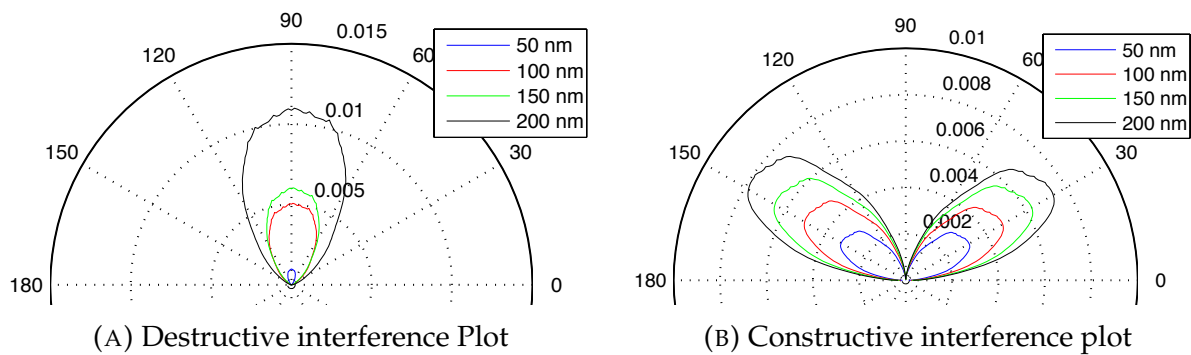 90
0.015
120
60
50 nm
100 nm
150 nm
200 nm
0.01
150
30
0.005
180
0
(A) Destructive interference Plot
90
0.01
120
60
50 nm
100 nm
150 nm
200 nm
0.008
0.006
150
30
0.004
0.002
180
0
(B) Constructive interference plot